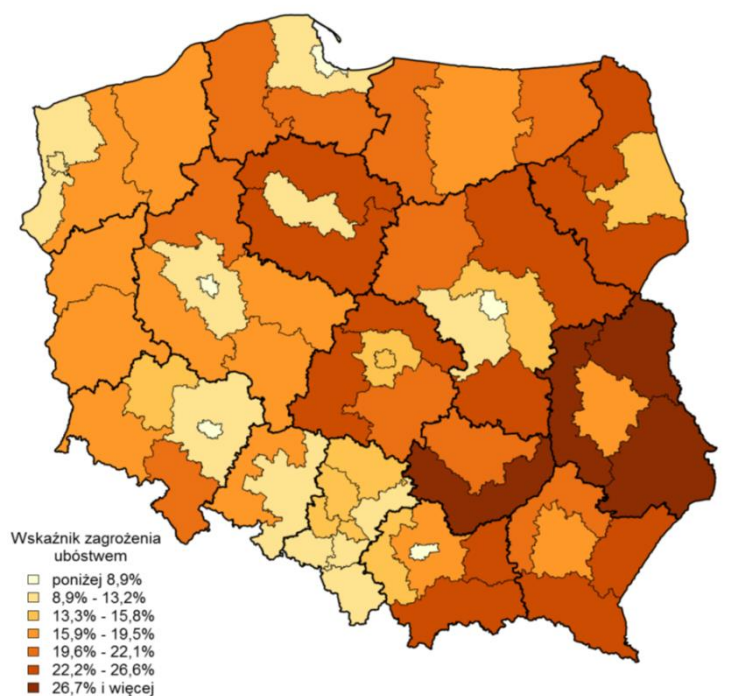 Wskaźnik zagrożenia
ubóstwem
poniżej 8,9%
8,9% - 13,2%
13,3% - 15,8%
15,9% - 19,5%
19,6% - 22,1%
22,2% - 26,6%
26,7% i więcej